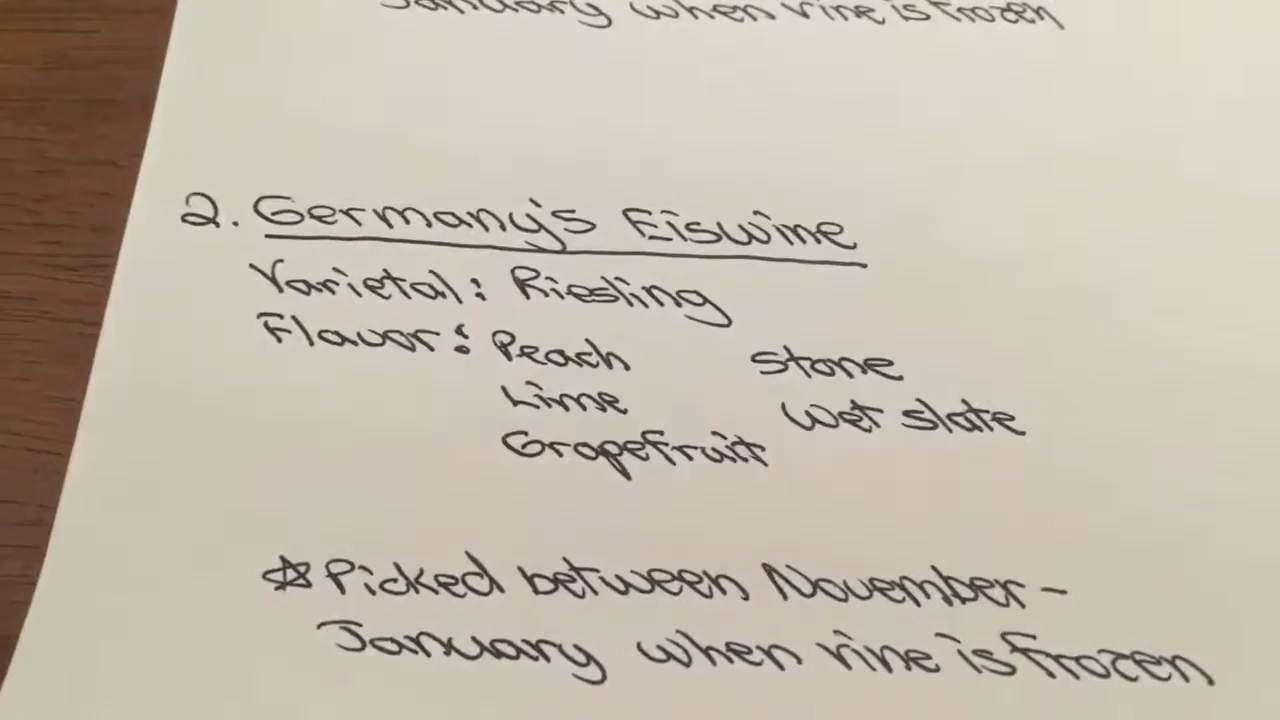 January when vine is frozen
2. Germany's Eiswine
Varietal: Riesling
Flavor: Peach Stone
Lime Wet slate
Grapefruit
☆ Picked between November -
January when vine is frozen